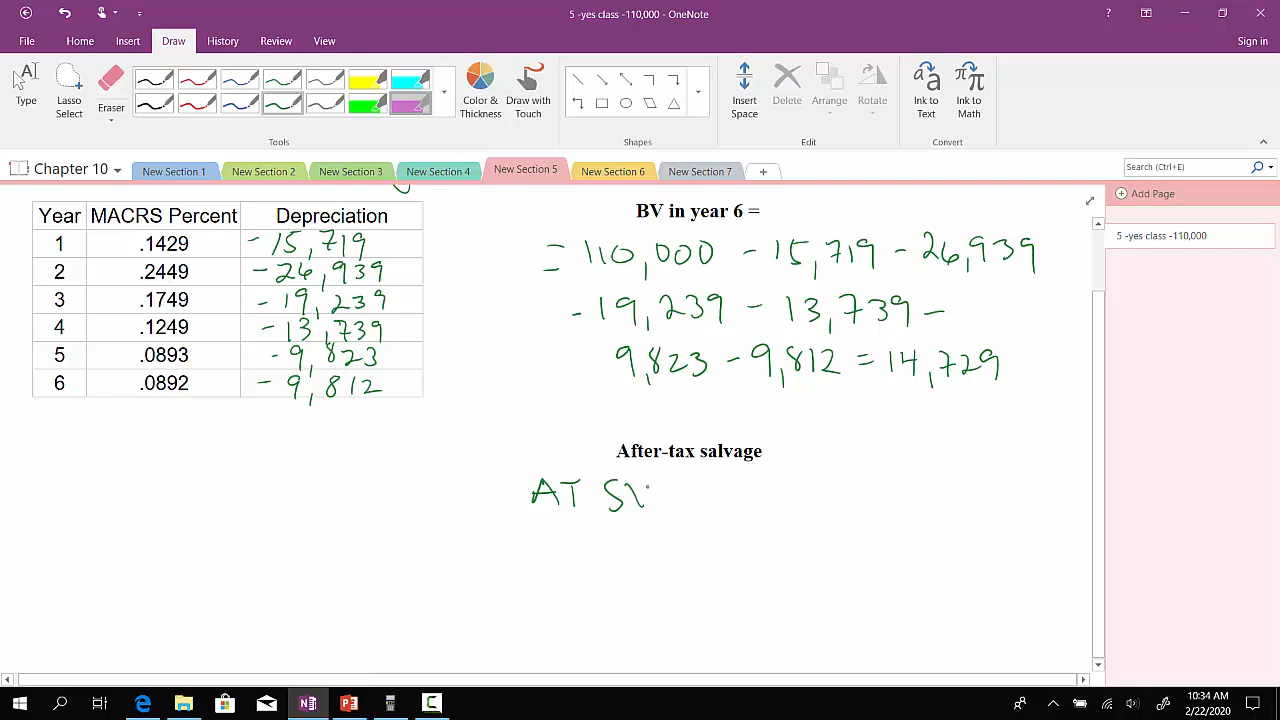 5 -yes class -110,000 - OneNote
File Home Insert Draw History Review View
Sign in
Type
Lasso Select
Eraser
Color & Thickness
Draw with Touch
Insert Space
Delete
Arrange
Rotate
Ink to Text
Ink to Math
Tools
Shapes
Edit
Convert
Chapter 10
New Section 1
New Section 2
New Section 3
New Section 4
New Section 5
New Section 6
New Section 7
Search (Ctrl+E)
Add Page
5 -yes class -110,000
Year MACRS Percent Depreciation
1 .1429 - 15,719
2 .2449 - 26,939
3 .1749 - 19,239
4 .1249 - 13,739
5 .0893 - 9,823
6 .0892 - 9,812
BV in year 6 =
= 110,000 - 15,719 - 26,939
- 19,239 - 13,739 -
9,823 - 9,812 = 14,729
After-tax salvage
AT
10:34 AM
2/22/2020